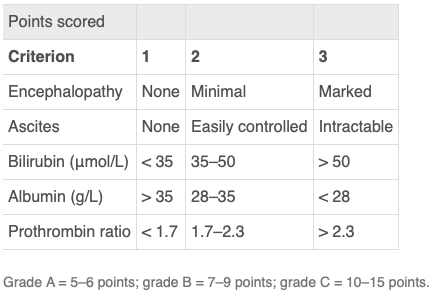 Points scored
Criterion 1 2 3
Encephalopathy None Minimal Marked
Ascites None Easily controlled Intractable
Bilirubin (µmol/L) < 35 35–50 > 50
Albumin (g/L) > 35 28–35 < 28
Prothrombin ratio < 1.7 1.7–2.3 > 2.3
Grade A = 5–6 points; grade B = 7–9 points; grade C = 10–15 points.